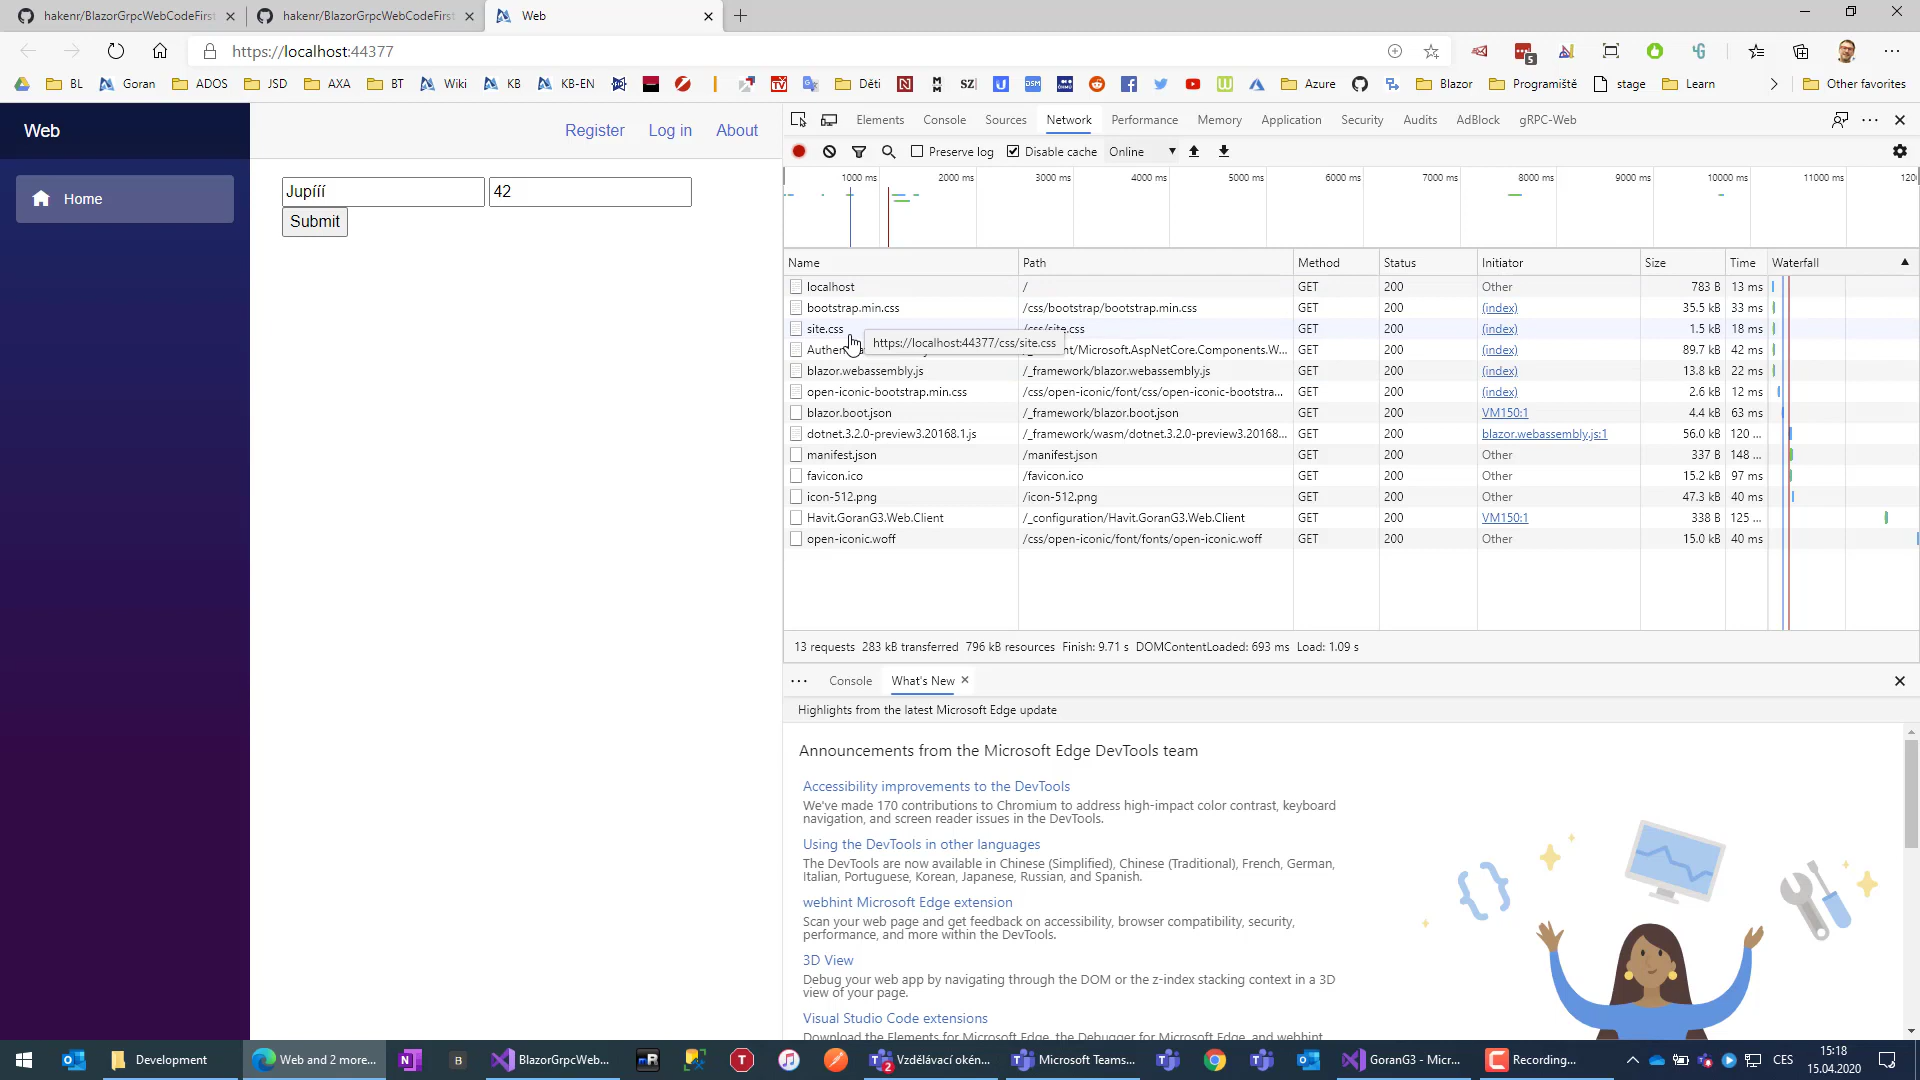 hakenr/BlazorGrpcWebCodeFirst
hakenr/BlazorGrpcWebCodeFirst
Web
https://localhost:44377
5
BL
Goran
ADOS
JSD
AXA
BT
Wiki
KB
KB-EN
Děti
Azure
Blazor
Programiště
stage
Learn
Other favorites
Web
Home
Register
Log in
About
Jupííí
42
Submit
Elements
Console
Sources
Network
Performance
Memory
Application
Security
Audits
AdBlock
gRPC-Web
Preserve log
Disable cache
Online
1000 ms
2000 ms
3000 ms
4000 ms
5000 ms
6000 ms
7000 ms
8000 ms
9000 ms
10000 ms
11000 ms
Name Path Method Status Initiator Size Time Waterfall
localhost / GET 200 Other 783 B 13 ms
bootstrap.min.css /css/bootstrap/bootstrap.min.css GET 200 (index) 35.5 kB 33 ms
site.css /css/site.css GET 200 (index) 1.5 kB 18 ms
https://localhost:44377/css/site.css
nt/Microsoft.AspNetCore.Components.W... GET 200 (index) 89.7 kB 42 ms
blazor.webassembly.js /_framework/blazor.webassembly.js GET 200 (index) 13.8 kB 22 ms
open-iconic-bootstrap.min.css /css/open-iconic/font/css/open-iconic-bootstra... GET 200 (index) 2.6 kB 12 ms
blazor.boot.json /_framework/blazor.boot.json GET 200 VM150:1 4.4 kB 63 ms
dotnet.3.2.0-preview3.20168.1.js /_framework/wasm/dotnet.3.2.0-preview3.20168... GET 200 blazor.webassembly.js:1 56.0 kB 120 ...
manifest.json /manifest.json GET 200 Other 337 B 148 ...
favicon.ico /favicon.ico GET 200 Other 15.2 kB 97 ms
icon-512.png /icon-512.png GET 200 Other 47.3 kB 40 ms
Havit.GoranG3.Web.Client /_configuration/Havit.GoranG3.Web.Client GET 200 VM150:1 338 B 125 ...
open-iconic.woff /css/open-iconic/font/fonts/open-iconic.woff GET 200 Other 15.0 kB 40 ms
13 requests 283 kB transferred 796 kB resources Finish: 9.71 s DOMContentLoaded: 693 ms Load: 1.09 s
Console
What's New
Highlights from the latest Microsoft Edge update
Announcements from the Microsoft Edge DevTools team
Accessibility improvements to the DevTools
We've made 170 contributions to Chromium to address high-impact color contrast, keyboard
navigation, and screen reader issues in the DevTools.
Using the DevTools in other languages
The DevTools are now available in Chinese (Simplified), Chinese (Traditional), French, German,
Italian, Portuguese, Korean, Japanese, Russian, and Spanish.
webhint Microsoft Edge extension
Scan your web page and get feedback on accessibility, browser compatibility, security,
performance, and more within the DevTools.
3D View
Debug your web app by navigating through the DOM or the z-index stacking context in a 3D
view of your page.
Visual Studio Code extensions
Download the Elements for Microsoft Edge, the Debugger for Microsoft Edge, and webhint
Development
Web and 2 more...
BlazorGrpcWeb...
Vzdělávací okén...
Microsoft Teams...
GoranG3 - Micr...
Recording...
CES
15:18
15.04.2020